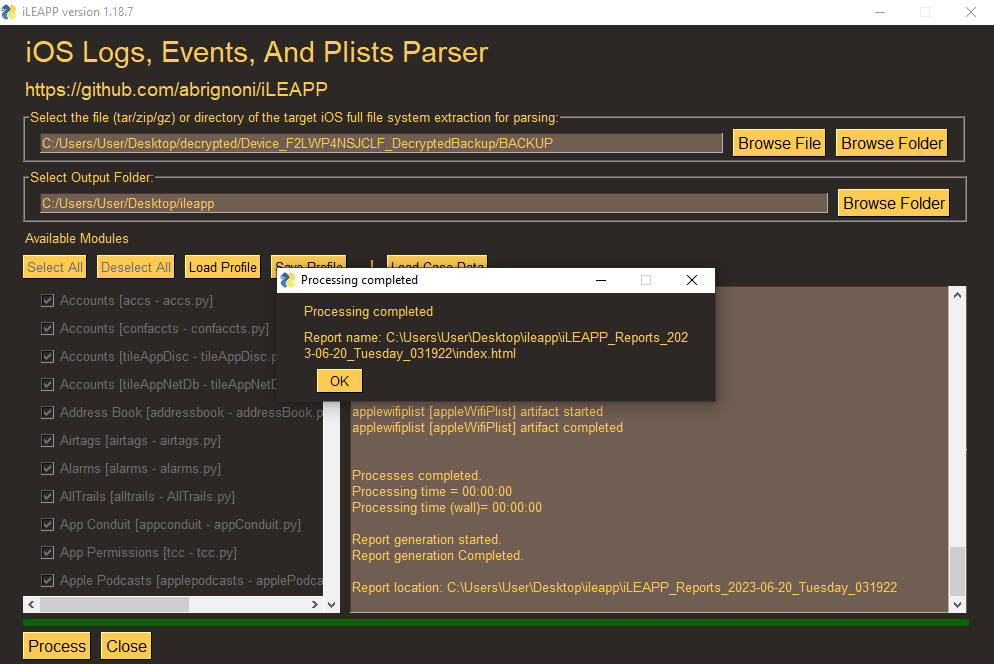 iLEAPP version 1.18.7
iOS Logs, Events, And Plists Parser
https://github.com/abrignoni/iLEAPP
Select the file (tar/zip/gz) or directory of the target iOS full file system extraction for parsing:
C:/Users/User/Desktop/decrypted/Device_F2LWP4NSJCLF_DecryptedBackup/BACKUP
Browse File
Browse Folder
Select Output Folder:
C:/Users/User/Desktop/ileapp
Browse Folder
Available Modules
Select All
Deselect All
Load Profile
Save Profile
!
Load Case Data
Processing completed
Processing completed
Report name: C:\Users\User\Desktop\ileapp\iLEAPP_Reports_202
3-06-20_Tuesday_031922\index.html
OK
Accounts [accs - accs.py]
Accounts [confaccts - confaccts.py]
Accounts [tileAppDisc - tileAppDisc.p
Accounts [tileAppNetDb - tileAppNetD
Address Book [addressbook - addressBook.p
Airtags [airtags - airtags.py]
Alarms [alarms - alarms.py]
AllTrails [alltrails - AllTrails.py]
App Conduit [appconduit - appConduit.py]
App Permissions [tcc - tcc.py]
Apple Podcasts [applepodcasts - applePodca
applewifiplist [appleWifiPlist] artifact started
applewifiplist [appleWifiPlist] artifact completed
Processes completed.
Processing time = 00:00:00
Processing time (wall)= 00:00:00
Report generation started.
Report generation Completed.
Report location: C:\Users\User\Desktop\ileapp\iLEAPP_Reports_2023-06-20_Tuesday_031922
Process
Close